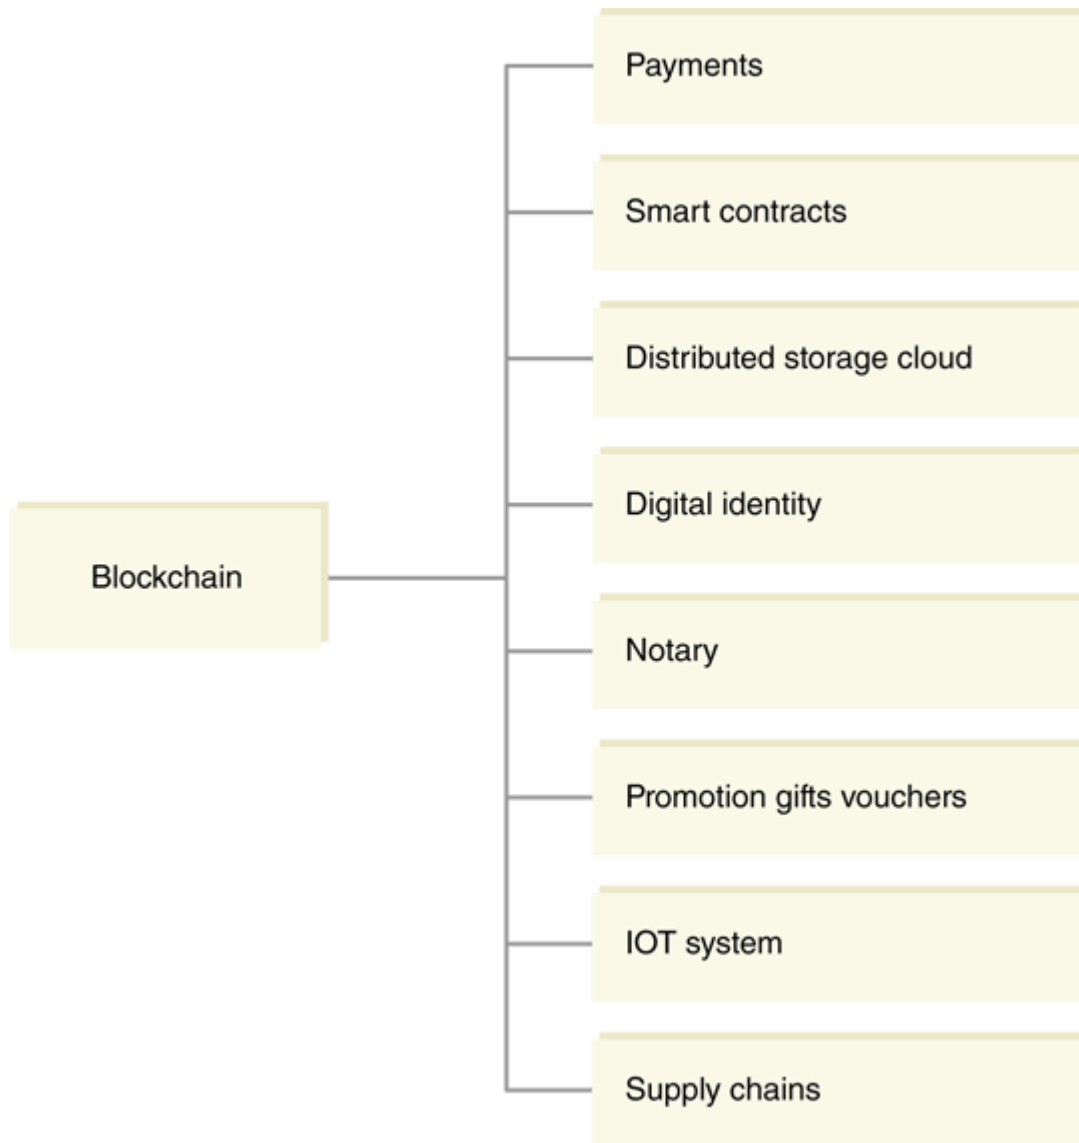 Payments
Smart contracts
Distributed storage cloud
Digital identity
Blockchain
Notary
Promotion gifts vouchers
IOT system
Supply chains